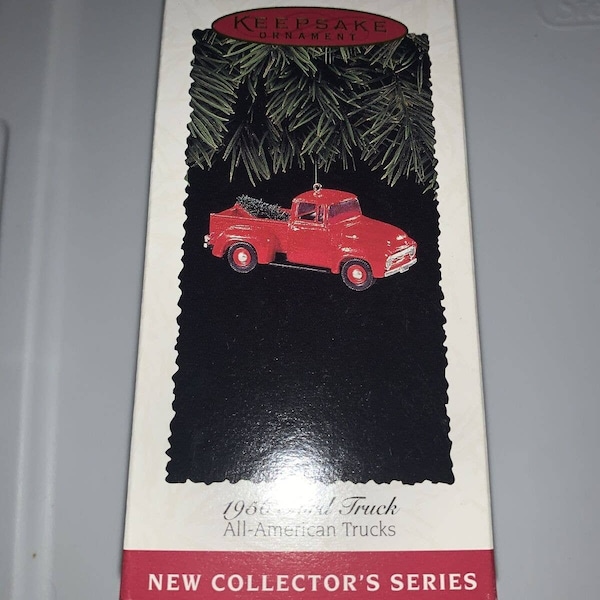 KEEPSAKE
ORNAMENT
Truck
All-American Trucks
NEW COLLECTOR'S SERIES